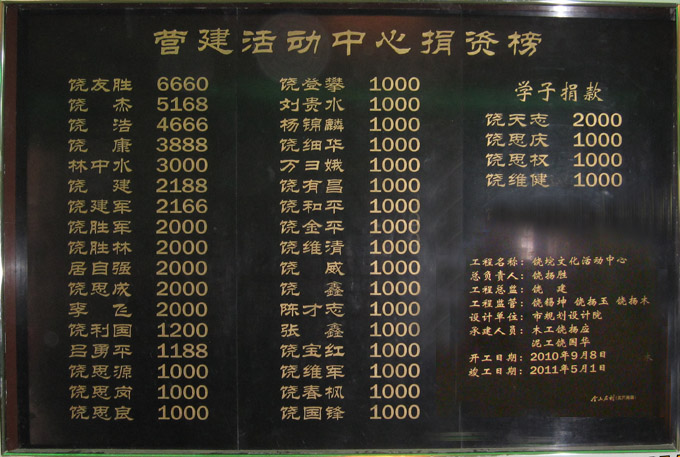 营建活动中心捐资榜
饶友胜 6660
饶杰 5168
饶浩 4666
饶康 3888
林中水 3000
饶建 2188
饶建军 2166
饶胜军 2000
饶胜林 2000
居自强 2000
饶思成 2000
李飞 2000
饶利国 1200
吕勇平 1188
饶思源 1000
饶思岗 1000
饶思良 1000
饶登攀 1000
刘贵水 1000
杨锦麟 1000
饶细华 1000
万曰娥 1000
饶有昌 1000
饶和平 1000
饶金平 1000
饶维清 1000
饶威 1000
饶鑫 1000
陈才志 1000
张鑫 1000
饶宝红 1000
饶维军 1000
饶春枫 1000
饶国锋 1000
学子捐款
饶天志 2000
饶思庆 1000
饶思权 1000
饶维健 1000
工程名称：饶垸文化活动中心
总负责人：饶扬胜
工程总监：饶建
工程监管：饶锡坤 饶扬玉 饶扬木
设计单位：市规划设计院
承建人员：木工饶扬应
泥工饶国华
开工日期：2010年9月8日
竣工日期：2011年5月1日